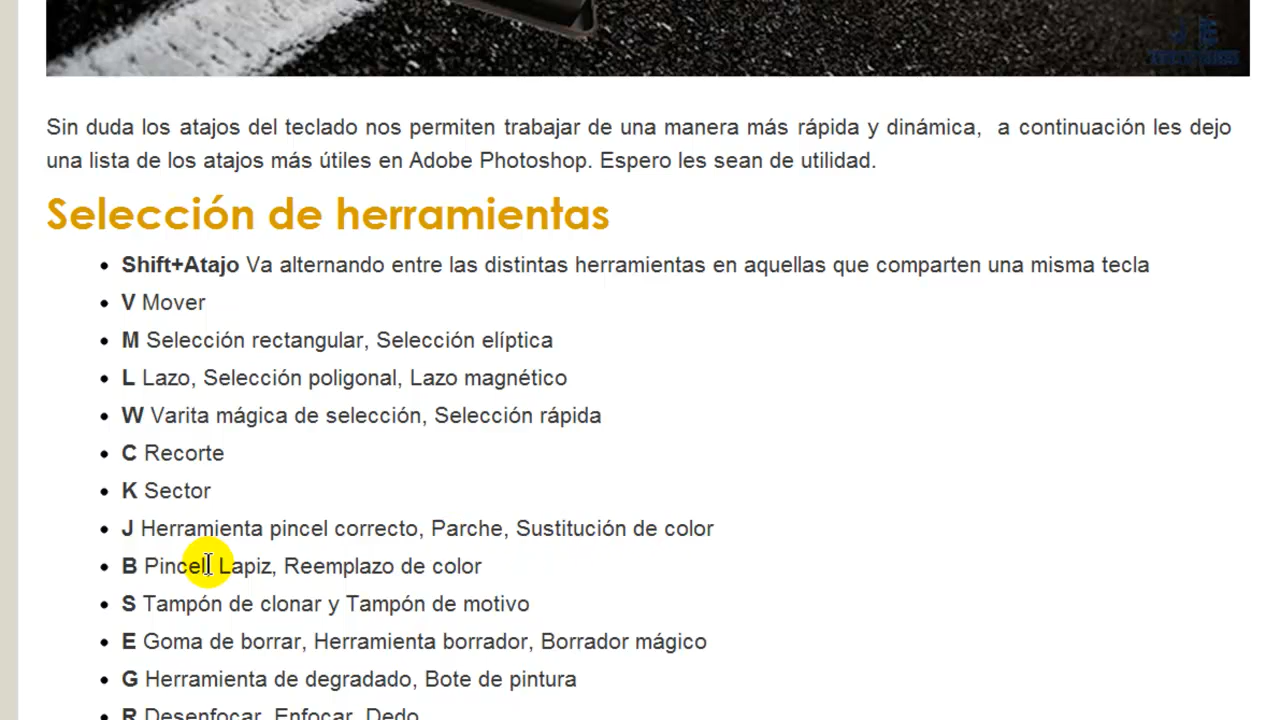 Sin duda los atajos del teclado nos permiten trabajar de una manera más rápida y dinámica, a continuación les dejo
una lista de los atajos más útiles en Adobe Photoshop. Espero les sean de utilidad.
Selección de herramientas
Shift+Atajo Va alternando entre las distintas herramientas en aquellas que comparten una misma tecla
V Mover
M Selección rectangular, Selección elíptica
L Lazo, Selección poligonal, Lazo magnético
W Varita mágica de selección, Selección rápida
C Recorte
K Sector
J Herramienta pincel correcto, Parche, Sustitución de color
B Pincel, Lapiz, Reemplazo de color
S Tampón de clonar y Tampón de motivo
E Goma de borrar, Herramienta borrador, Borrador mágico
G Herramienta de degradado, Bote de pintura
R Desenfocar, Enfocar, Dedo